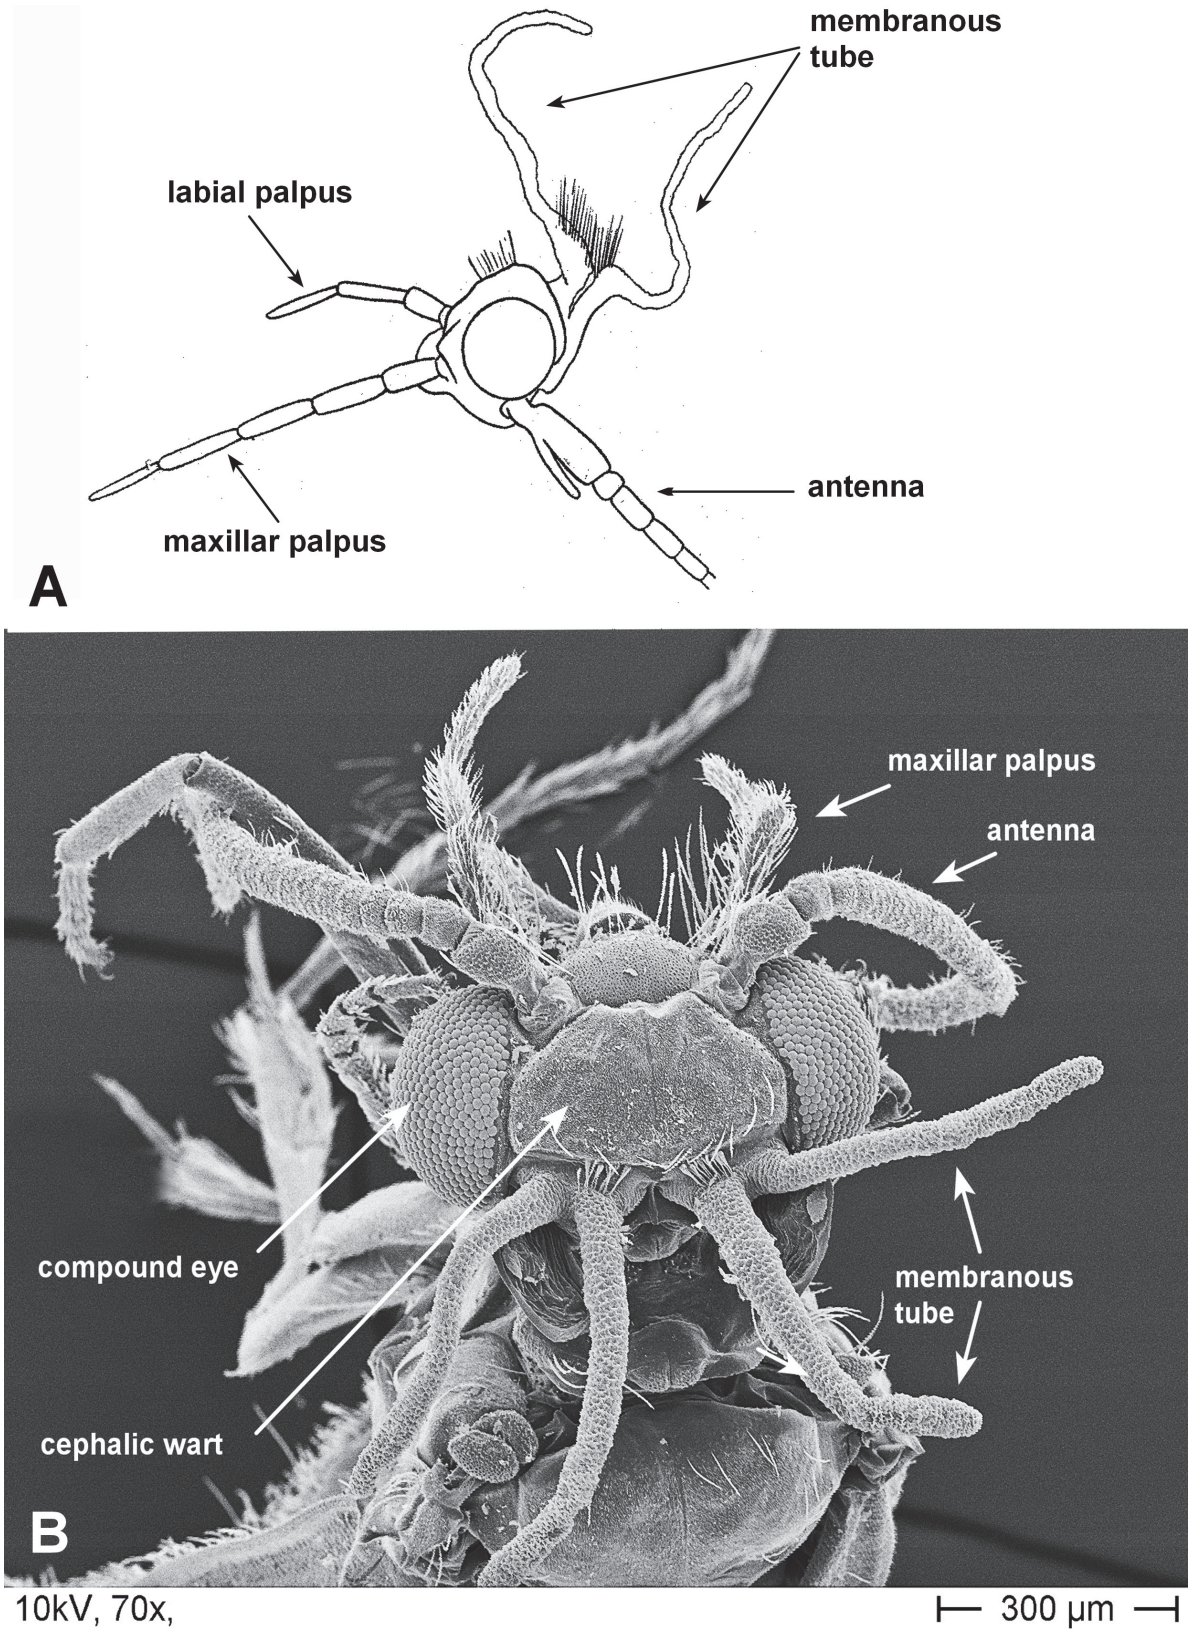 membranous
tube
labial palpus
antenna
maxillar palpus
A
maxillar palpus
antenna
compound eye
membranous
tube
cephalic wart
B
10kV, 70x,
300 µm